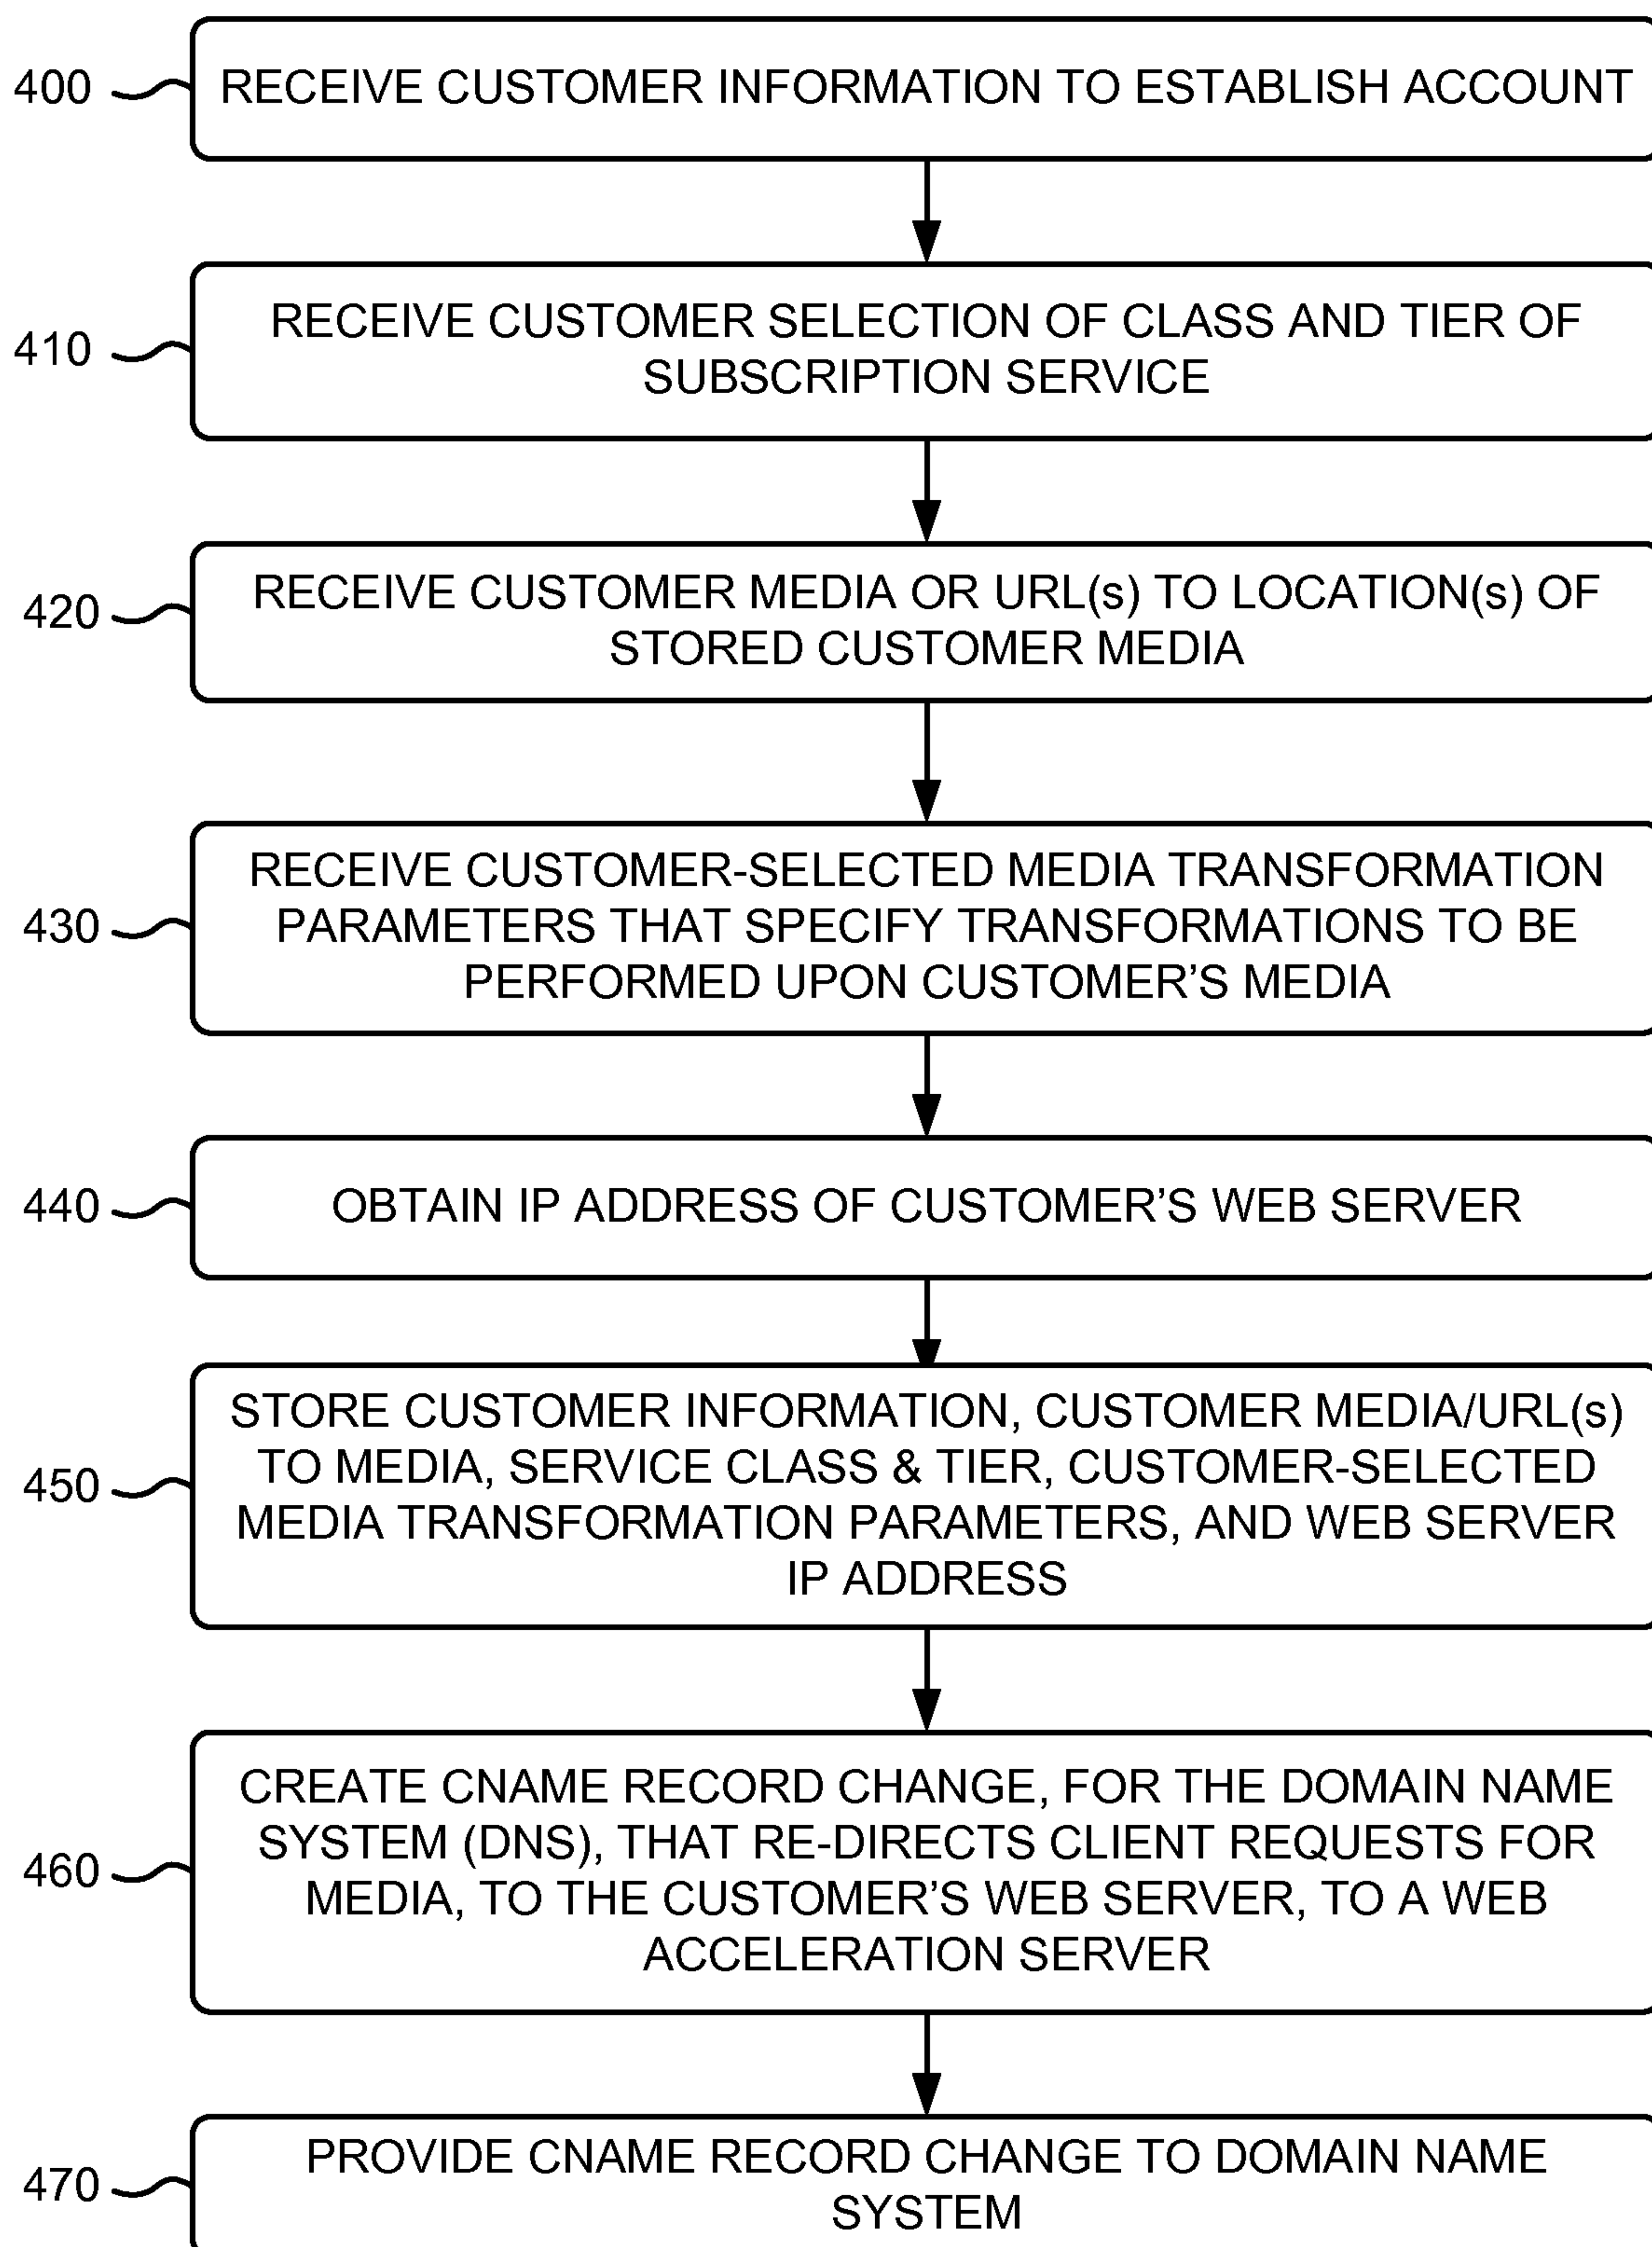 400
RECEIVE CUSTOMER INFORMATION TO ESTABLISH ACCOUNT
410
RECEIVE CUSTOMER SELECTION OF CLASS AND TIER OF
SUBSCRIPTION SERVICE
420
RECEIVE CUSTOMER MEDIA OR URL(s) TO LOCATION(s) OF
STORED CUSTOMER MEDIA
430
RECEIVE CUSTOMER-SELECTED MEDIA TRANSFORMATION
PARAMETERS THAT SPECIFY TRANSFORMATIONS TO BE
PERFORMED UPON CUSTOMER’S MEDIA
440
OBTAIN IP ADDRESS OF CUSTOMER’S WEB SERVER
450
STORE CUSTOMER INFORMATION, CUSTOMER MEDIA/URL(s)
TO MEDIA, SERVICE CLASS & TIER, CUSTOMER-SELECTED
MEDIA TRANSFORMATION PARAMETERS, AND WEB SERVER
IP ADDRESS
460
CREATE CNAME RECORD CHANGE, FOR THE DOMAIN NAME
SYSTEM (DNS), THAT RE-DIRECTS CLIENT REQUESTS FOR
MEDIA, TO THE CUSTOMER’S WEB SERVER, TO A WEB
ACCELERATION SERVER
470
PROVIDE CNAME RECORD CHANGE TO DOMAIN NAME
SYSTEM